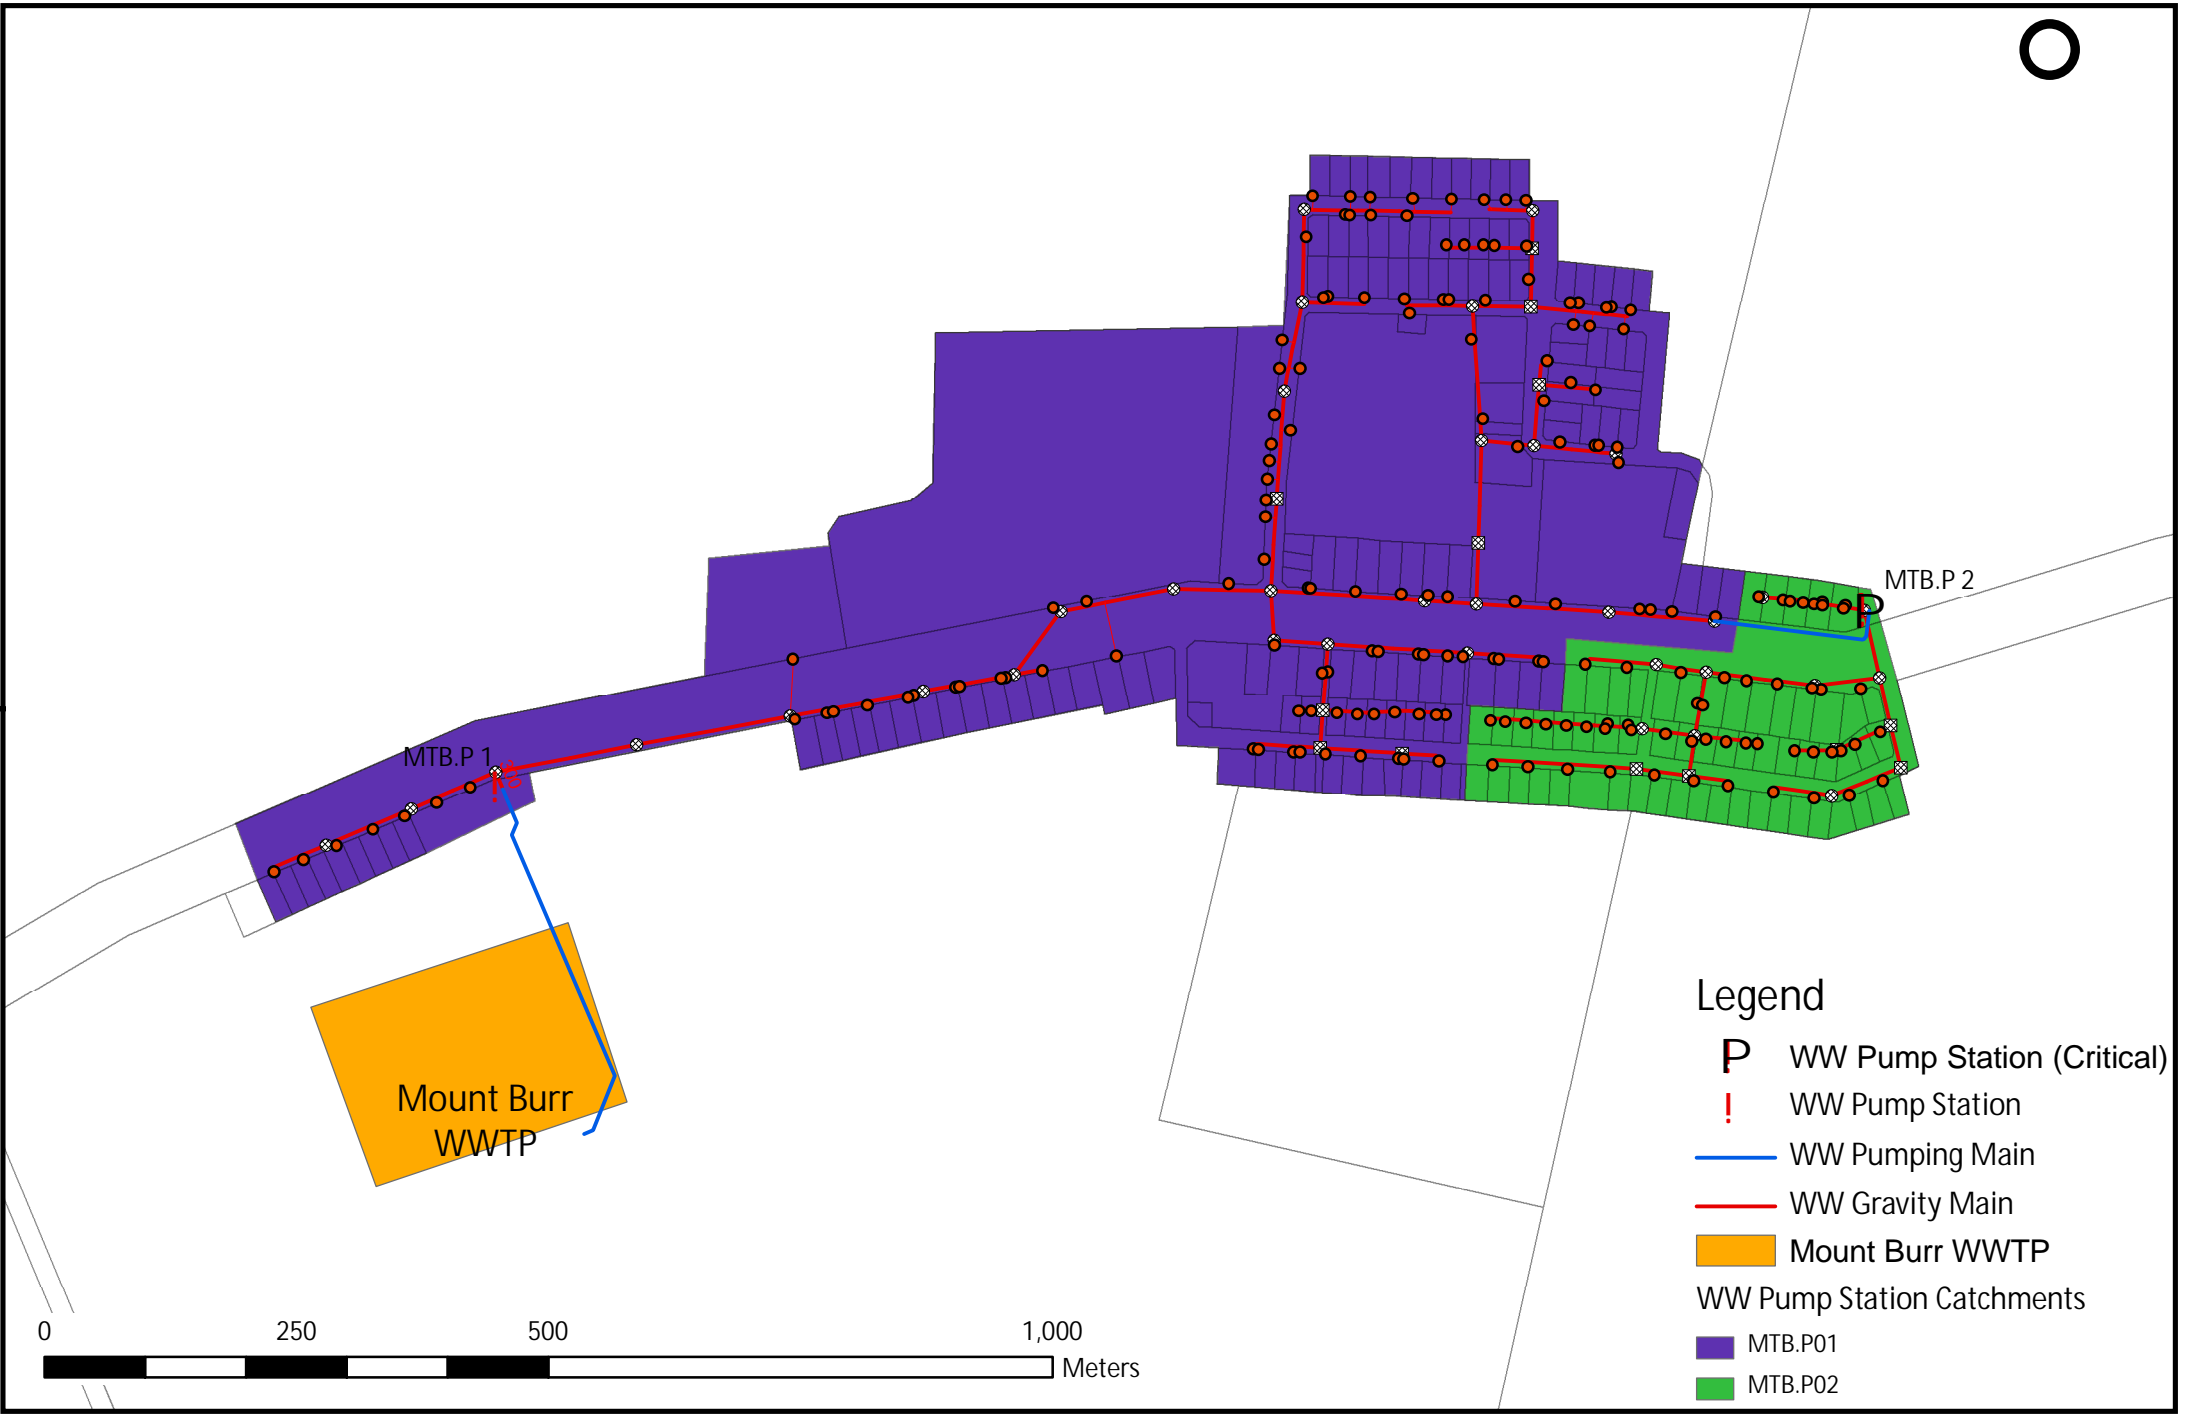 MTB.P 2
P
MTB.P 1
!
Mount Burr
WWTP
Legend
P WW Pump Station (Critical)
! WW Pump Station
WW Pumping Main
WW Gravity Main
Mount Burr WWTP
WW Pump Station Catchments
MTB.P01
MTB.P02
0 250 500 1,000
Meters